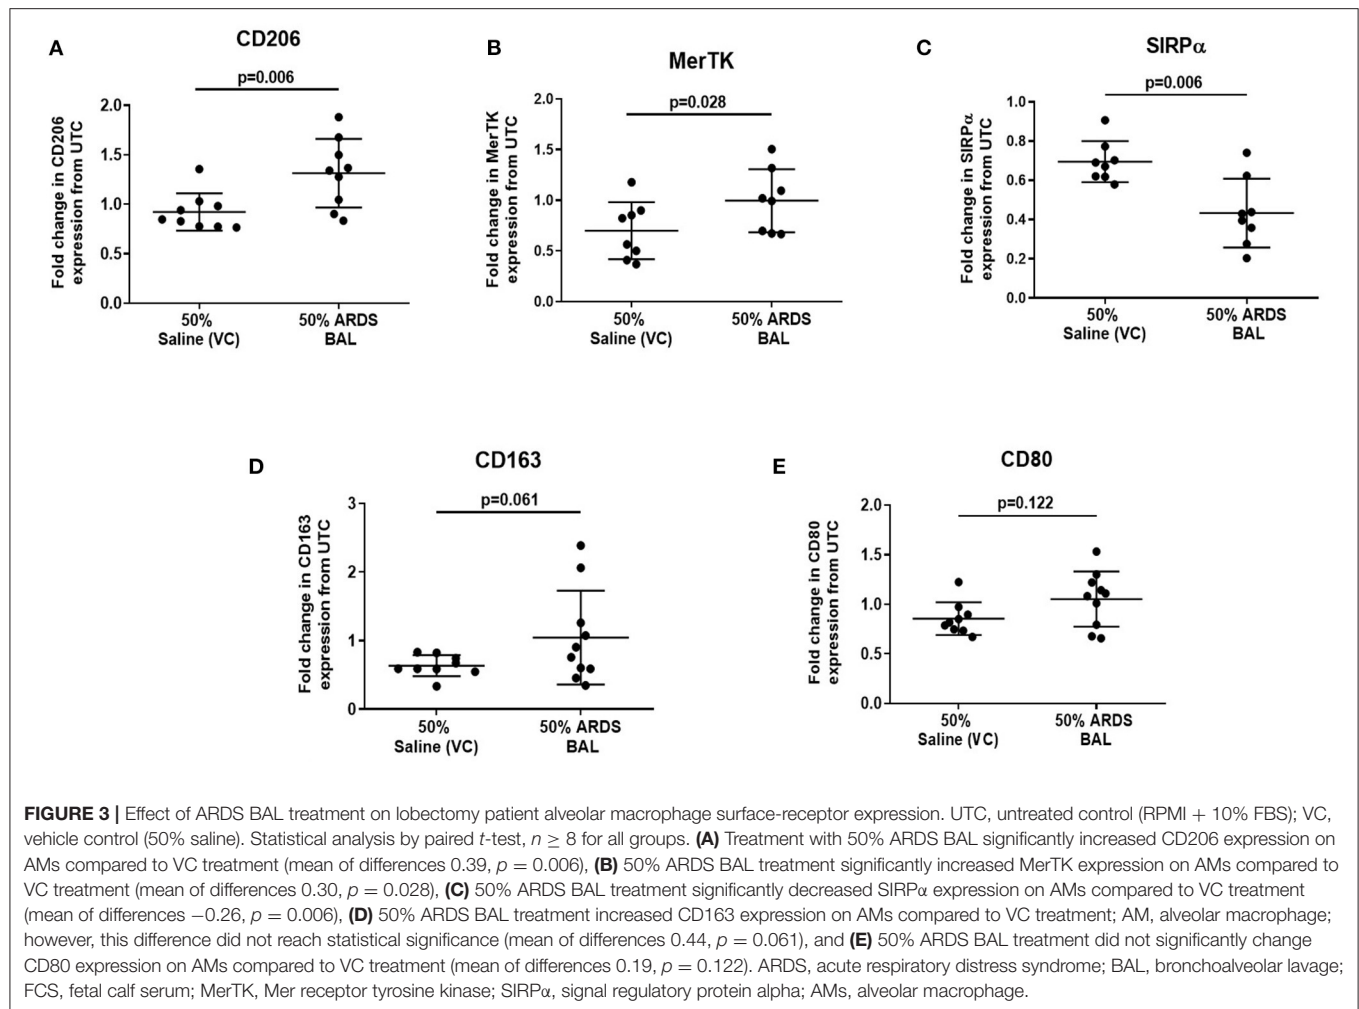 A
CD206
p=0.006
Fold change in CD206
expression from UTC
2.0
1.5
1.0
0.5
0.0
50%
Saline (VC)
50% ARDS
BAL
B
MerTK
p=0.028
Fold change in MerTK
expression from UTC
2.0
1.5
1.0
0.5
0.0
50%
Saline (VC)
50% ARDS
BAL
C
SIRPα
p=0.006
Fold change in SIRPα
expression from UTC
1.0
0.8
0.6
0.4
0.2
0.0
50%
Saline (VC)
50% ARDS
BAL
D
CD163
p=0.061
Fold change in CD163
expression from UTC
3
2
1
0
50%
Saline (VC)
50% ARDS
BAL
E
CD80
p=0.122
Fold change in CD80
expression from UTC
2.0
1.5
1.0
0.5
0.0
50%
Saline (VC)
50% ARDS
BAL
FIGURE 3 | Effect of ARDS BAL treatment on lobectomy patient alveolar macrophage surface-receptor expression. UTC, untreated control (RPMI + 10% FBS); VC,
vehicle control (50% saline). Statistical analysis by paired t-test, n ≥ 8 for all groups. (A) Treatment with 50% ARDS BAL significantly increased CD206 expression on
AMs compared to VC treatment (mean of differences 0.39, p = 0.006), (B) 50% ARDS BAL treatment significantly increased MerTK expression on AMs compared to
VC treatment (mean of differences 0.30, p = 0.028), (C) 50% ARDS BAL treatment significantly decreased SIRPα expression on AMs compared to VC treatment
(mean of differences −0.26, p = 0.006), (D) 50% ARDS BAL treatment increased CD163 expression on AMs compared to VC treatment; AM, alveolar macrophage;
however, this difference did not reach statistical significance (mean of differences 0.44, p = 0.061), and (E) 50% ARDS BAL treatment did not significantly change
CD80 expression on AMs compared to VC treatment (mean of differences 0.19, p = 0.122). ARDS, acute respiratory distress syndrome; BAL, bronchoalveolar lavage;
FCS, fetal calf serum; MerTK, Mer receptor tyrosine kinase; SIRPα, signal regulatory protein alpha; AMs, alveolar macrophage.